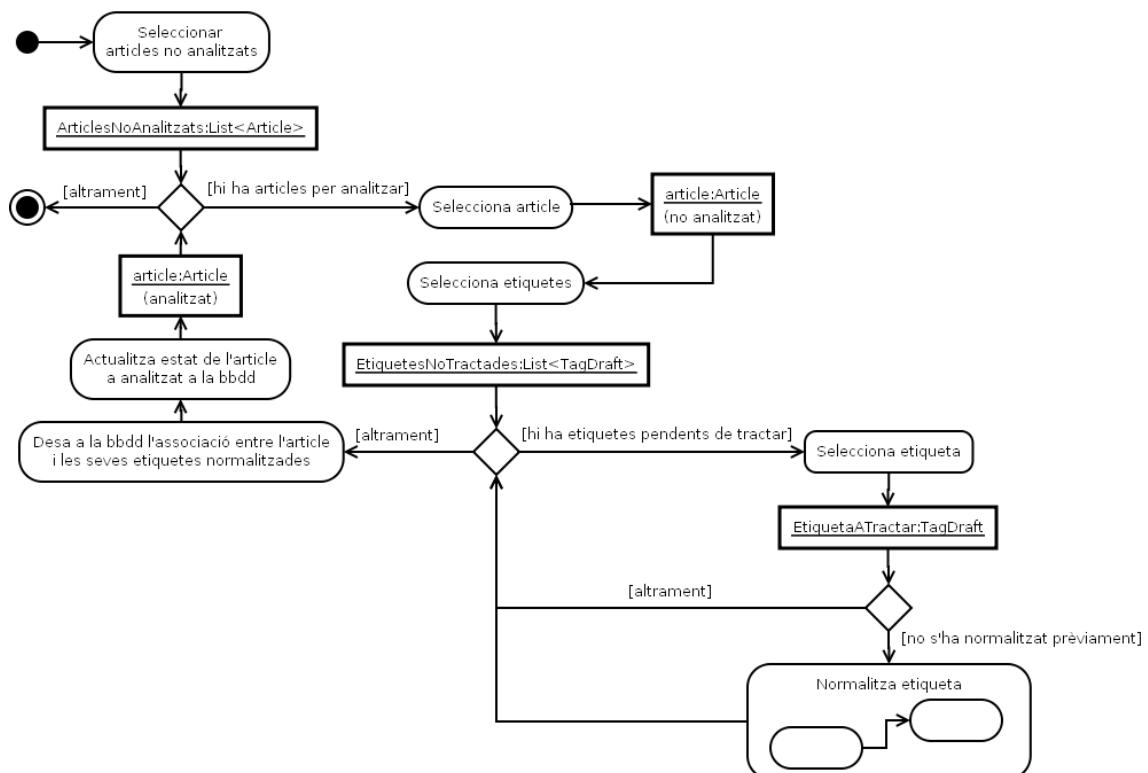 Seleccionar
articles no analitzats
ArticlesNoAnalitzats:List<Article>
[altrament]
[hi ha articles per analitzar]
Selecciona article
article:Article
(no analitzat)
article:Article
(analitzat)
Selecciona etiquetes
Actualitza estat de l'article
a analitzat a la bbdd
EtiquetesNoTractades:List<TagDraft>
Desa a la bbdd l'associació entre l'article
i les seves etiquetes normalitzades
[altrament]
[hi ha etiquetes pendents de tractar]
Selecciona etiqueta
EtiquetaATractar:TagDraft
[altrament]
[no s'ha normalitzat prèviament]
Normalitza etiqueta